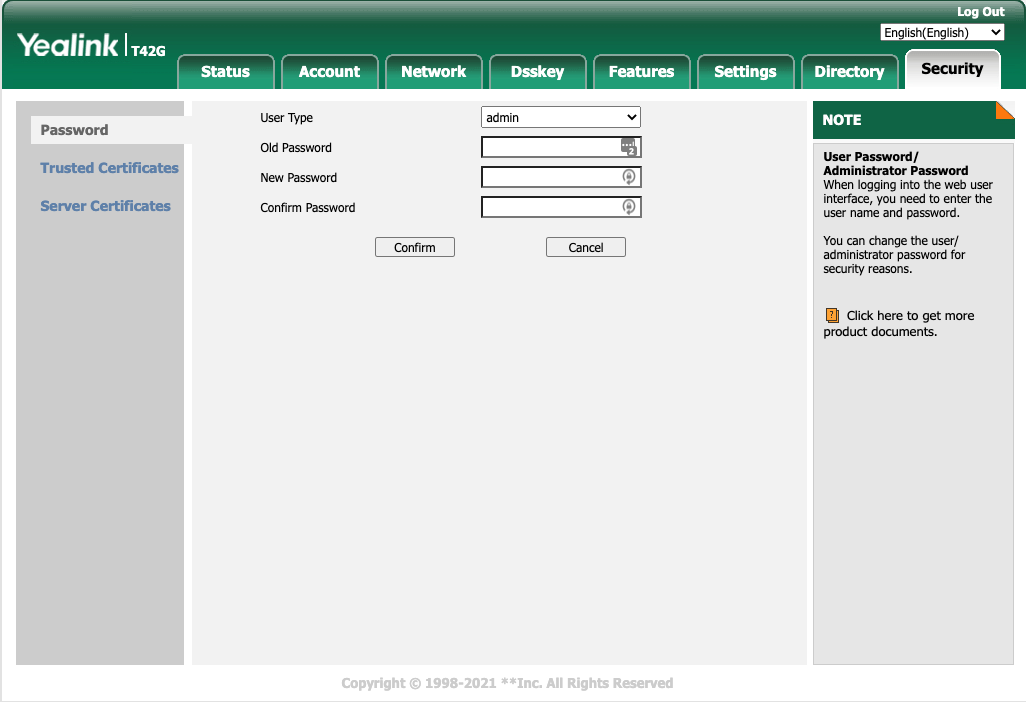 Log Out
English(English)
Yealink T42G
Status Account Network Dsskey Features Settings Directory Security
Password
Trusted Certificates
Server Certificates
User Type admin
Old Password
2
New Password
Confirm Password
Confirm Cancel
NOTE
User Password/
Administrator Password
When logging into the web user
interface, you need to enter the
user name and password.
You can change the user/
administrator password for
security reasons.
? Click here to get more
product documents.
Copyright © 1998-2021 **Inc. All Rights Reserved